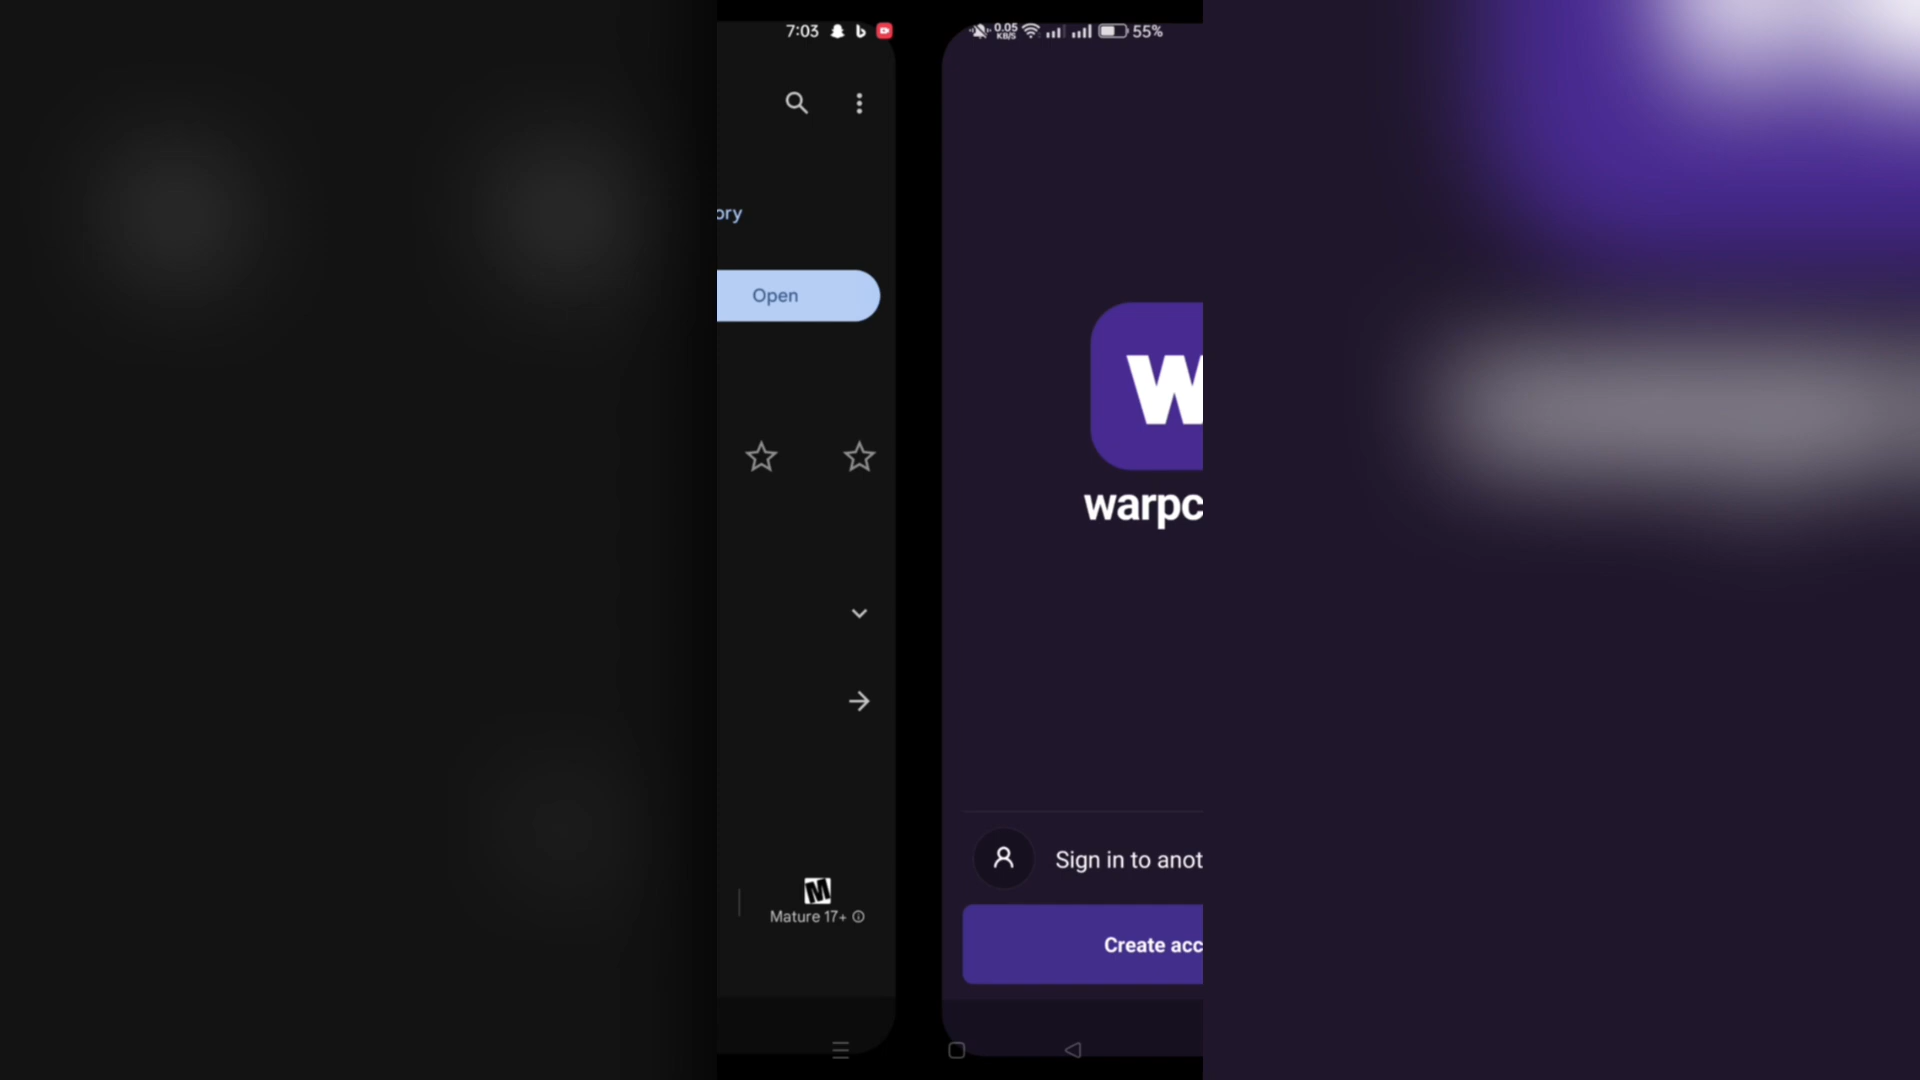 7:03
0.05
KB/S
55%
ory
Open
W
warpc
Sign in to anot
Create acc
M
Mature 17+